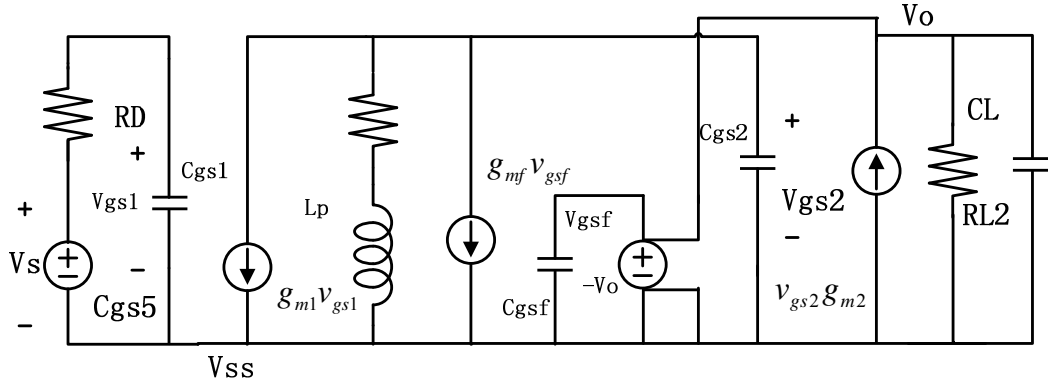 Vo
RD
CL
+
Cgs1
Cgs2
+
gmfvgsf
+
Vgs1
Lp
Vgsf
Vgs2
RL2
Vs
+
−
−
+
−
−
−Vo
Cgs5
gm1vgs1
Cgsf
vgs2gm2
−
Vss